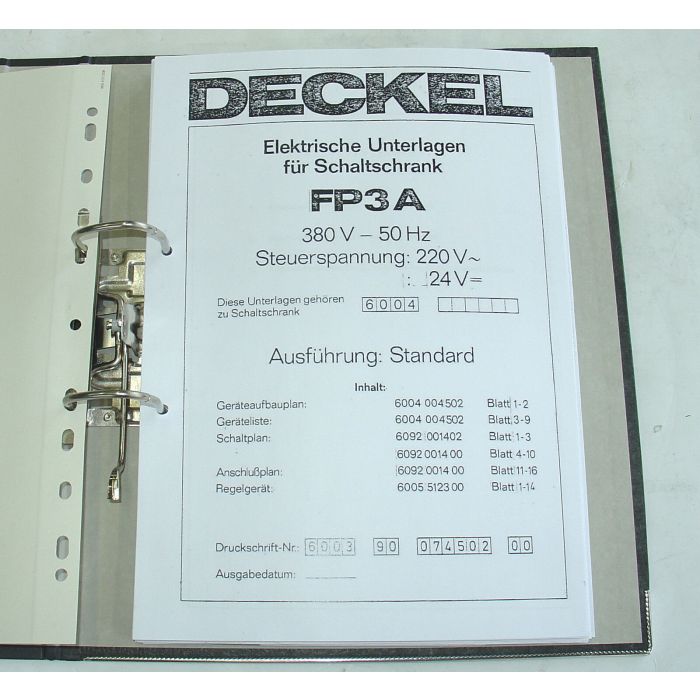 DECKEL
Elektrische Unterlagen
für Schaltschrank
FP3A
380 V – 50 Hz
Steuerspannung: 220 V~
: 24 V=
Diese Unterlagen gehören
zu Schaltschrank 6004
Ausführung: Standard
Inhalt:
Geräteaufbauplan: 6004 004502 Blatt 1-2
Geräteliste: 6004 004502 Blatt 3-9
Schaltplan: 6092 001402 Blatt 1-3
6092 0014 00 Blatt 4-10
Anschlußplan: 6092 0014 00 Blatt 11-16
Regelgerät: 6005 5123 00 Blatt 1-14
Druckschrift-Nr.: 6003 90 074502 00
Ausgabedatum: